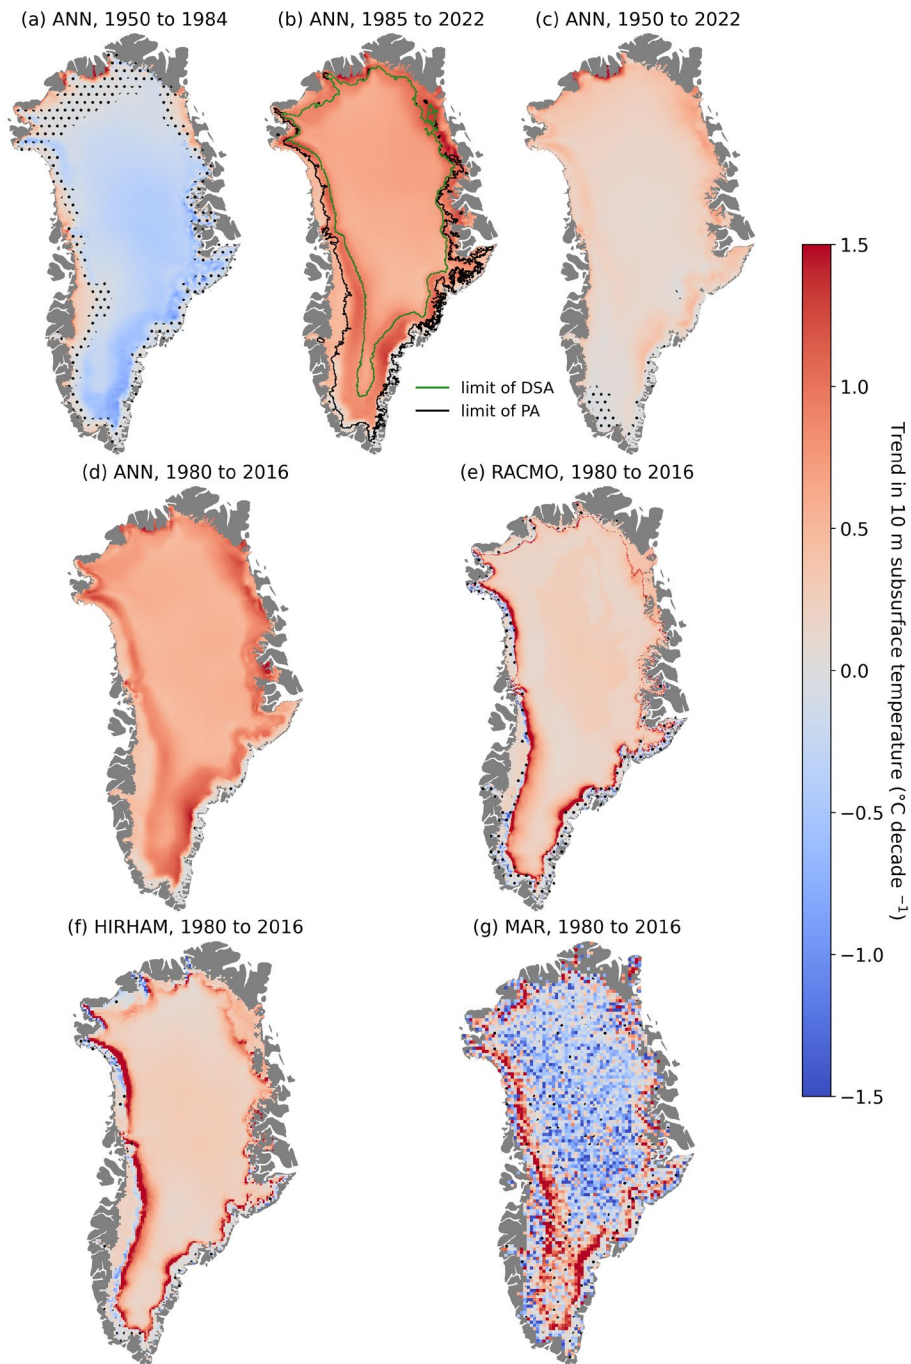 (a) ANN, 1950 to 1984
(b) ANN, 1985 to 2022
(c) ANN, 1950 to 2022
limit of DSA
limit of PA
(d) ANN, 1980 to 2016
(e) RACMO, 1980 to 2016
(f) HIRHAM, 1980 to 2016
(g) MAR, 1980 to 2016
1.5
1.0
0.5
0.0
−0.5
−1.0
−1.5
Trend in 10 m subsurface temperature (°C decade ⁻¹)